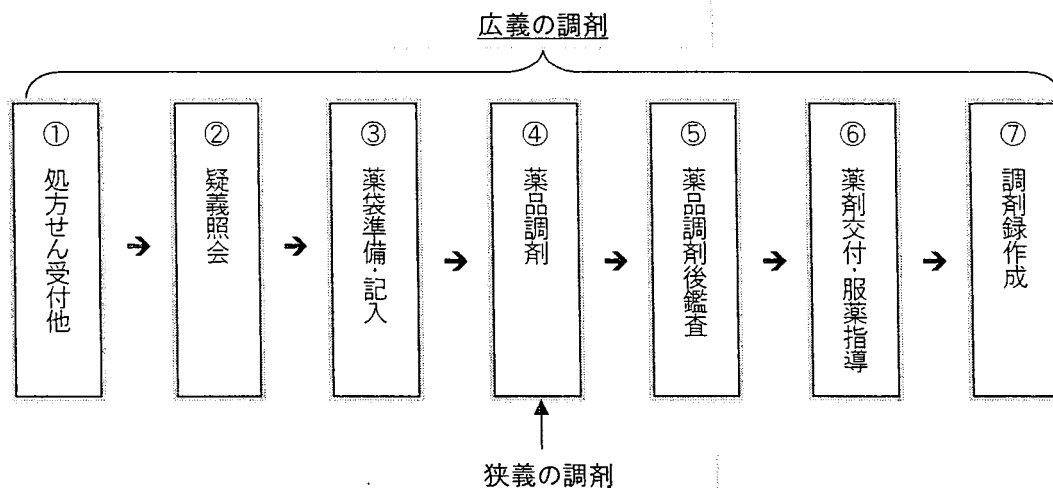 広義の調剤
①処方せん受付他
→
②疑義照会
→
③薬袋準備・記入
→
④薬品調剤
→
⑤薬品調剤後鑑査
→
⑥薬剤交付・服薬指導
→
⑦調剤録作成
狭義の調剤